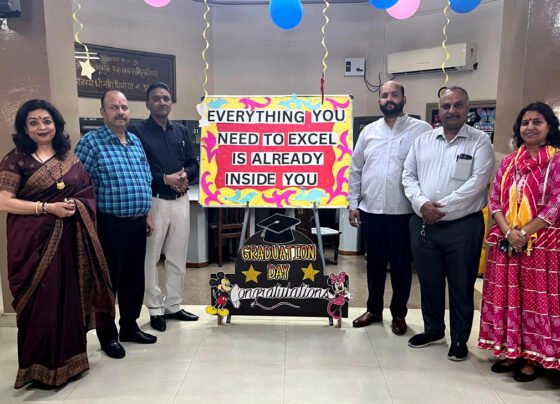 EVERYTHING YOU
NEED TO EXCEL
IS ALREADY
INSIDE YOU
GRADUATION
DAY
Congratulations